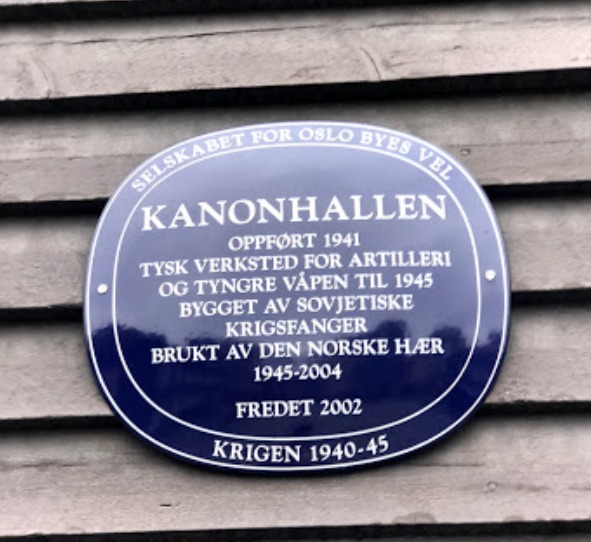 SELSKABET FOR OSLO BYES VEL
KANONHALLEN
OPPFØRT 1941
TYSK VERKSTED FOR ARTILLERI
OG TYNGRE VÅPEN TIL 1945
BYGGET AV SOVJETISKE
KRIGSFANGER
BRUKT AV DEN NORSKE HÆR
1945-2004
FREDET 2002
KRIGEN 1940-45